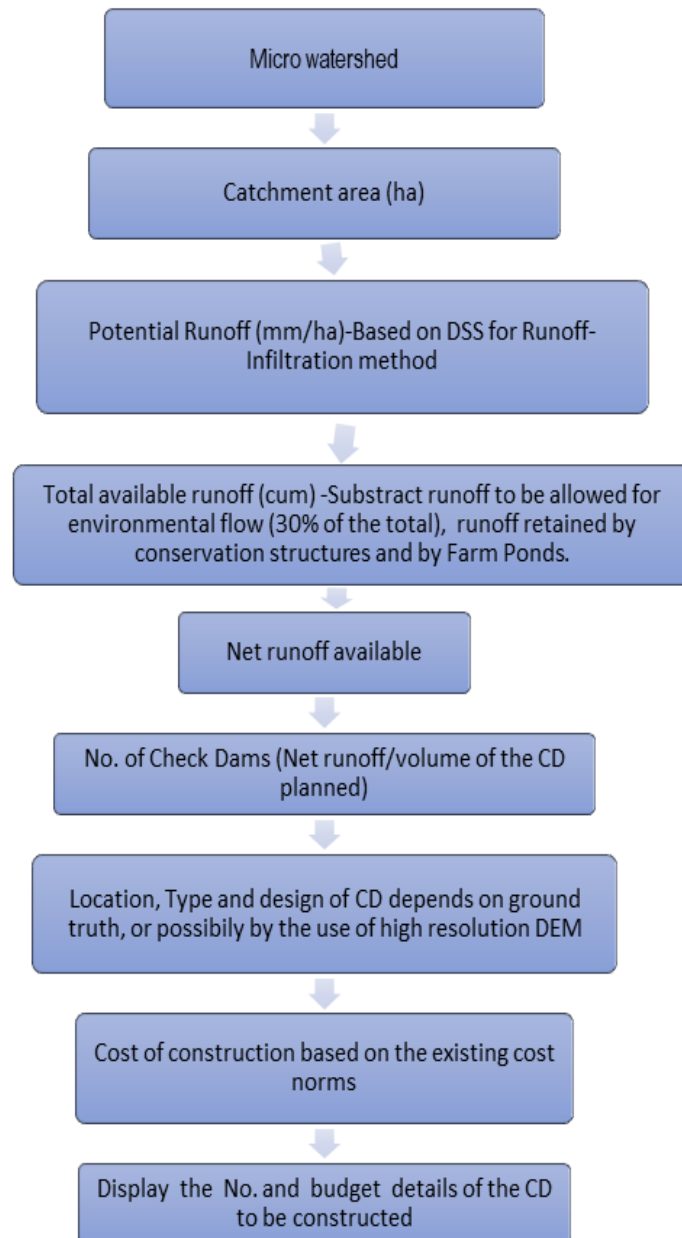 Micro watershed
Catchment area (ha)
Potential Runoff (mm/ha)-Based on DSS for Runoff-
Infiltration method
Total available runoff (cum) -Substract runoff to be allowed for
environmental flow (30% of the total), runoff retained by
conservation structures and by Farm Ponds.
Net runoff available
No. of Check Dams (Net runoff/volume of the CD
planned)
Location, Type and design of CD depends on ground
truth, or possibily by the use of high resolution DEM
Cost of construction based on the existing cost
norms
Display the No. and budget details of the CD
to be constructed